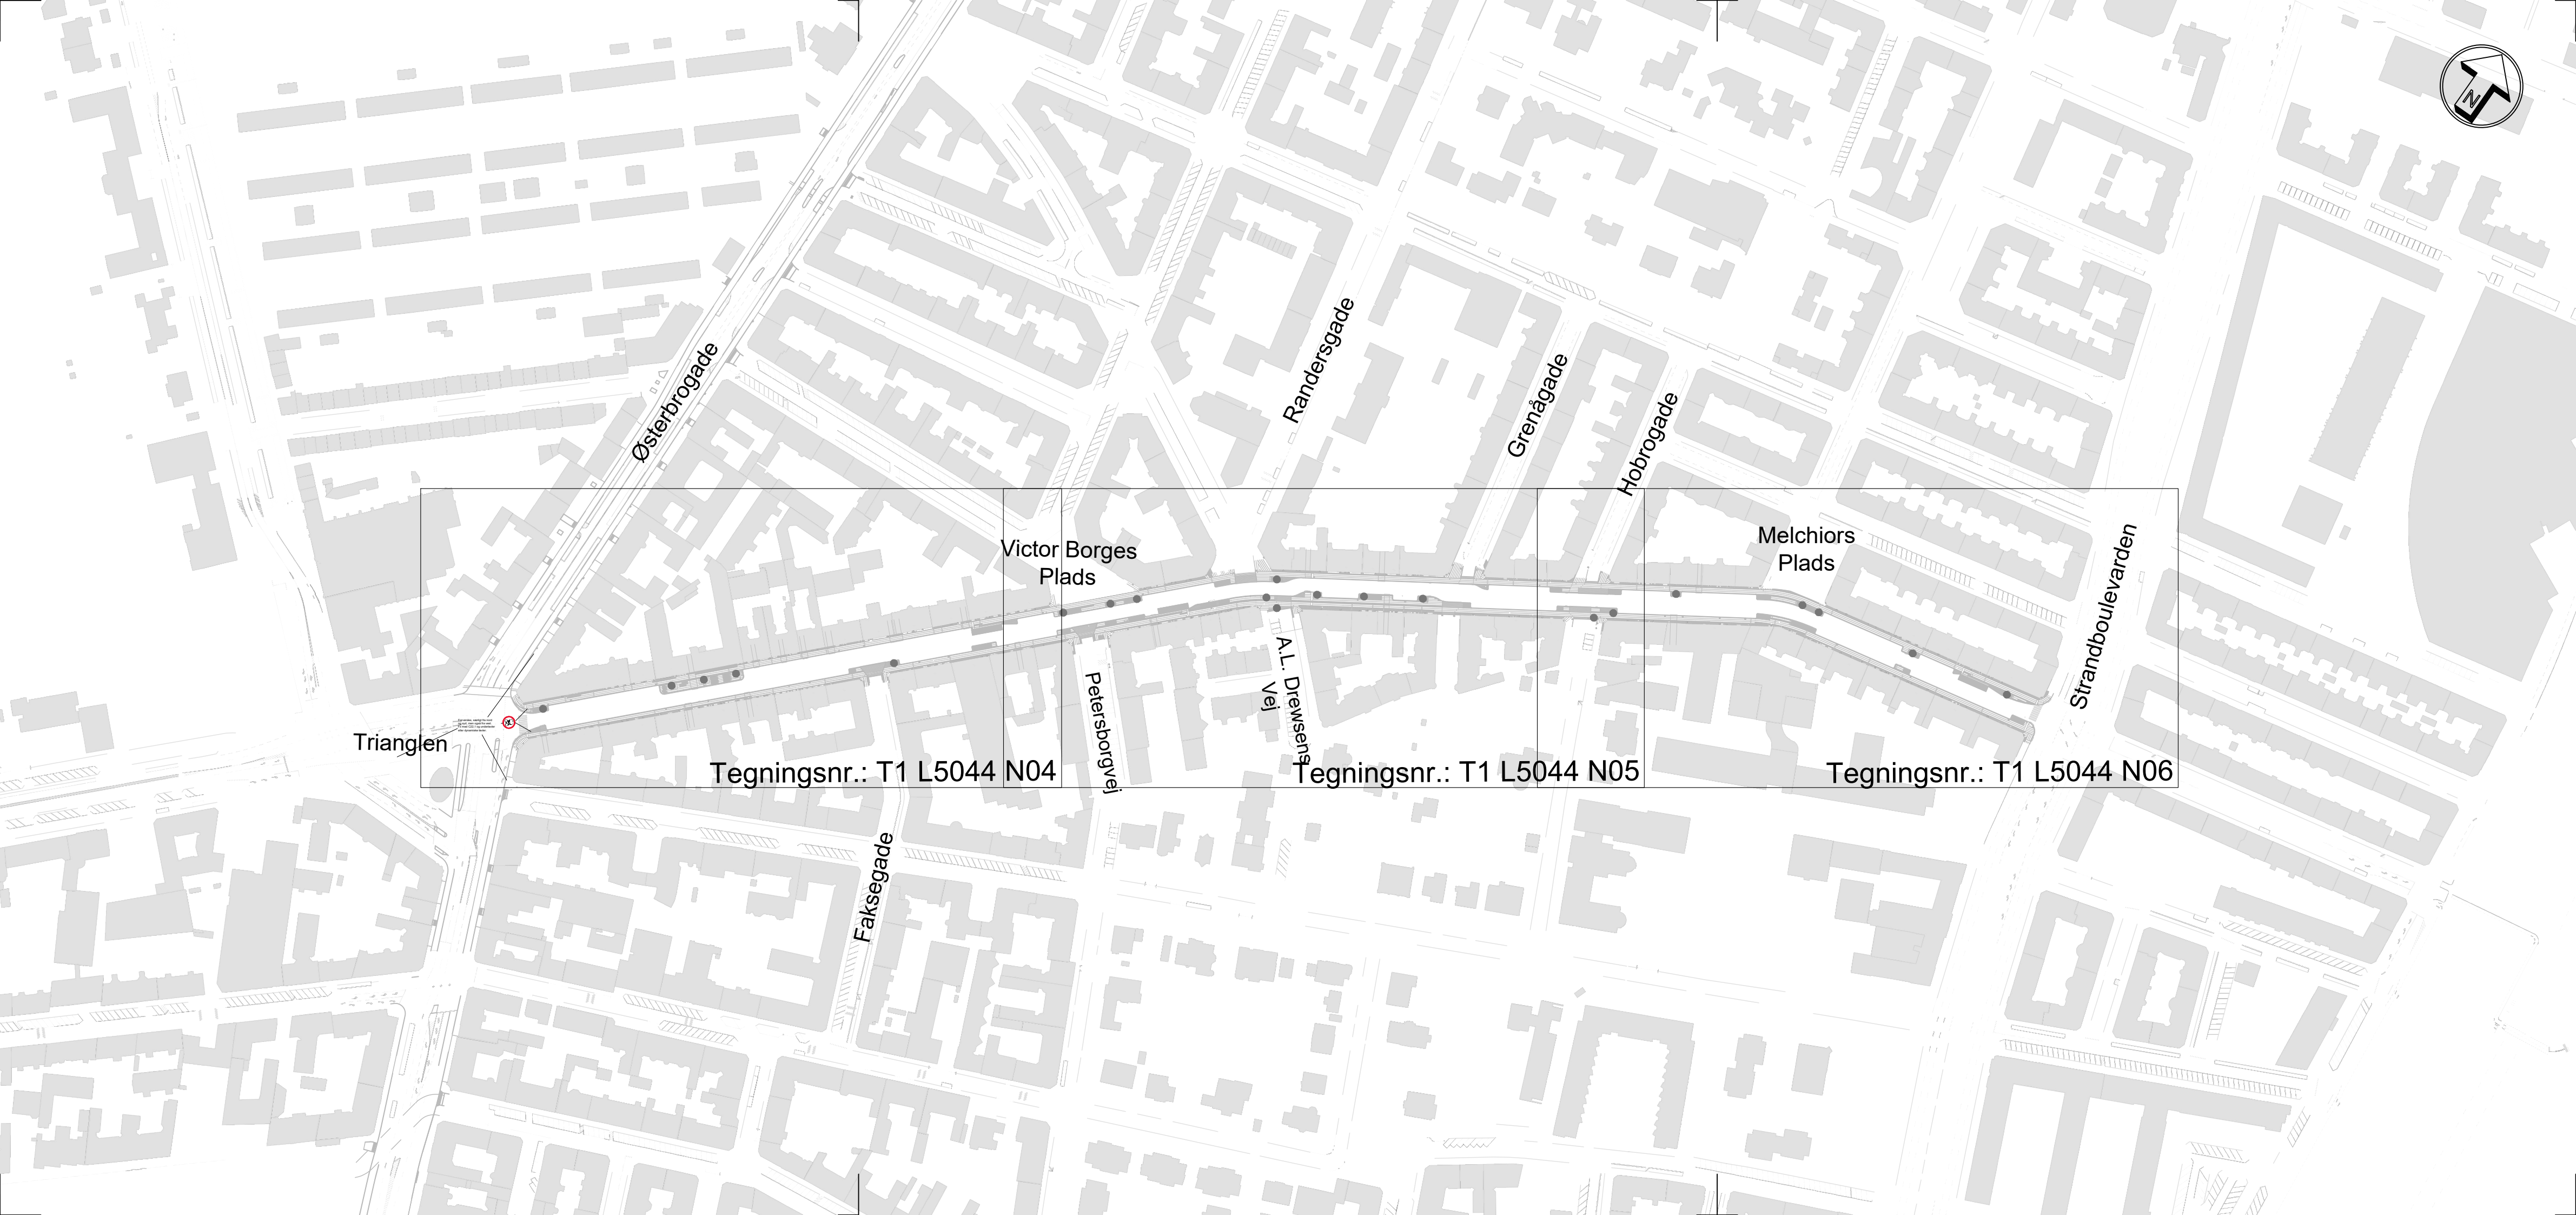 N
Østerbrogade
Randersgade
Grenågade
Hobrogade
Victor Borges
Plads
Melchiors
Plads
Strandboulevarden
Trianglen
Petersborgvej
A.L. Drewsens
Vej
Tegningsnr.: T1 L5044 N04
Tegningsnr.: T1 L5044 N05
Tegningsnr.: T1 L5044 N06
Faksegade